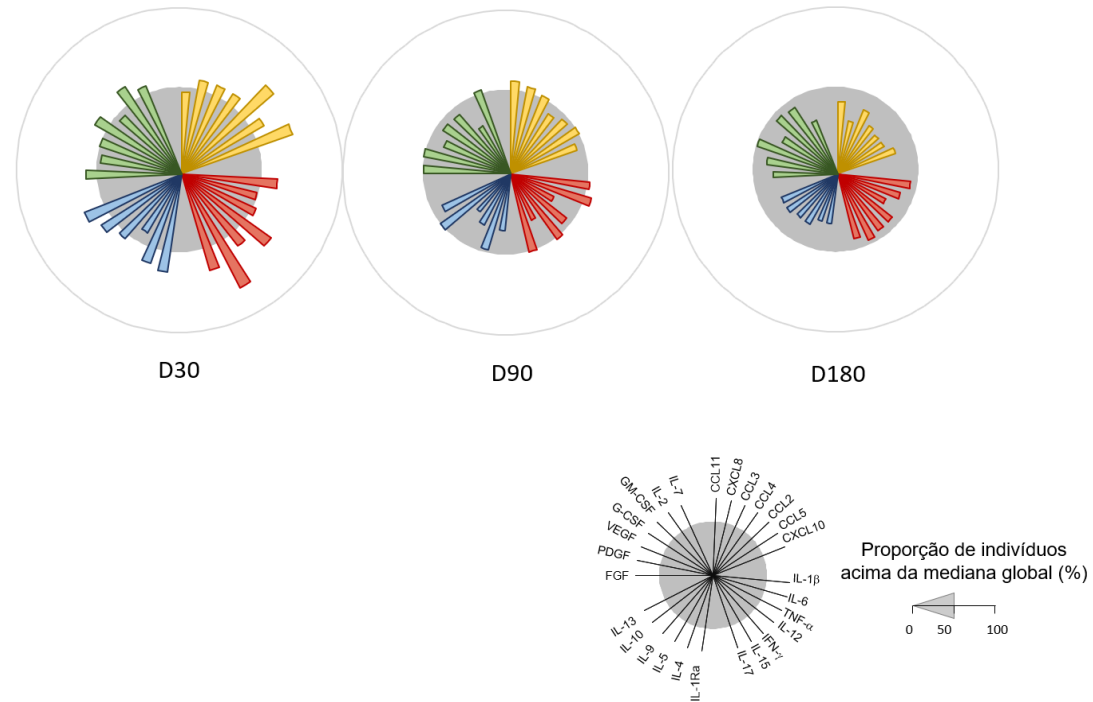 D30
D90
D180
CCL11
CXCL8
CCL3
CCL4
CCL2
CCL5
CXCL10
IL-1β
IL-6
TNF-α
IL-12
IFN-γ
IL-15
IL-17
IL-1Ra
IL-4
IL-5
IL-9
IL-10
IL-13
FGF
PDGF
VEGF
G-CSF
GM-CSF
IL-2
IL-7
Proporção de indivíduos
acima da mediana global (%)
0 50 100